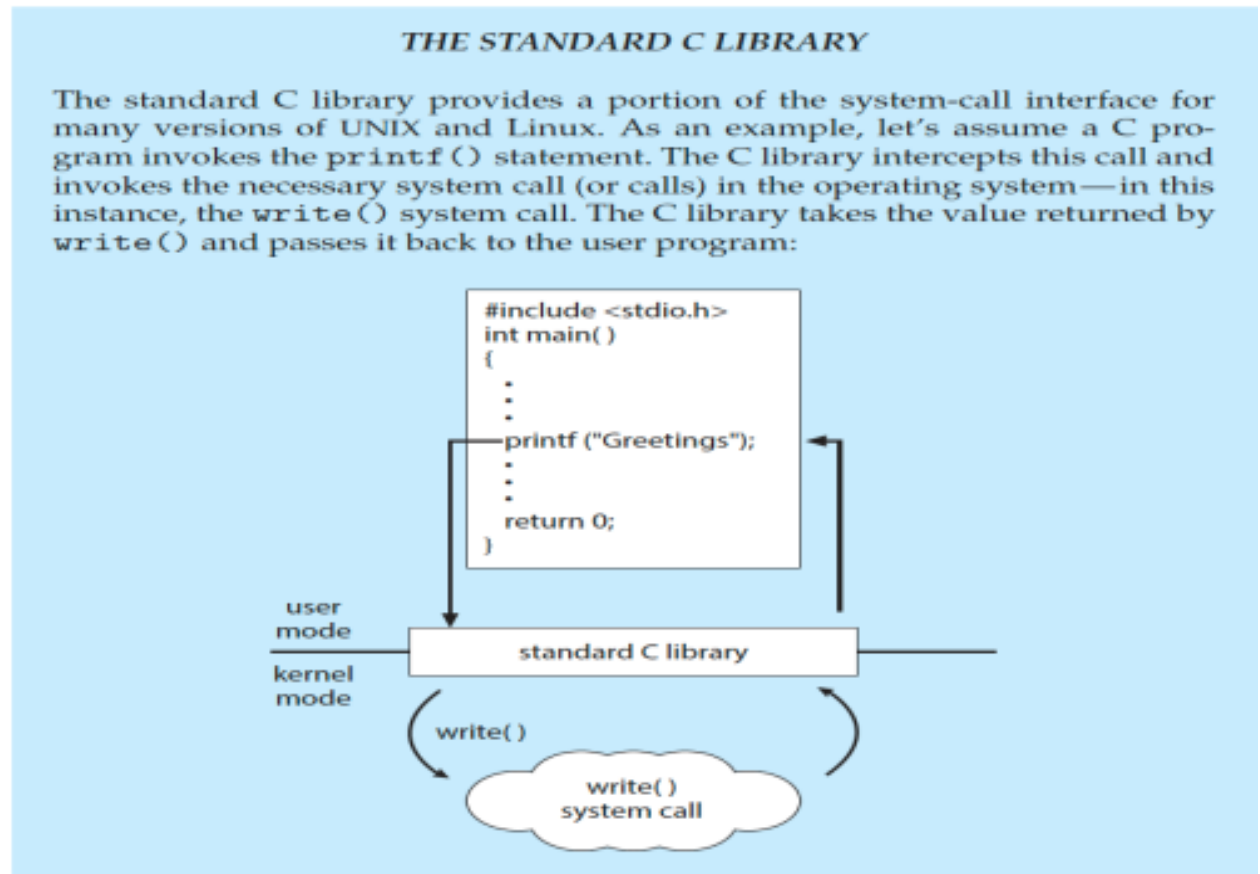 THE STANDARD C LIBRARY
The standard C library provides a portion of the system-call interface for
many versions of UNIX and Linux. As an example, let's assume a C pro-
gram invokes the printf() statement. The C library intercepts this call and
invokes the necessary system call (or calls) in the operating system—in this
instance, the write() system call. The C library takes the value returned by
write() and passes it back to the user program:
#include <stdio.h>
int main( )
{
.
.
.
printf ("Greetings");
.
.
.
return 0;
}
user
mode
standard C library
kernel
mode
write( )
write( )
system call